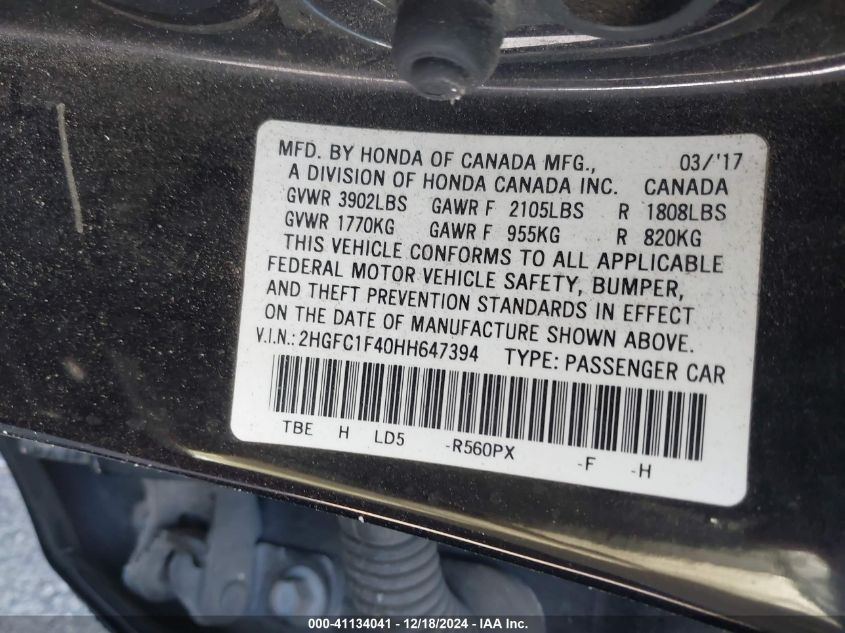 MFD. BY HONDA OF CANADA MFG., 03/'17
A DIVISION OF HONDA CANADA INC. CANADA
GVWR 3902LBS GAWR F 2105LBS R 1808LBS
GVWR 1770KG GAWR F 955KG R 820KG
THIS VEHICLE CONFORMS TO ALL APPLICABLE
FEDERAL MOTOR VEHICLE SAFETY, BUMPER,
AND THEFT PREVENTION STANDARDS IN EFFECT
ON THE DATE OF MANUFACTURE SHOWN ABOVE.
V.I.N.: 2HGFC1F40HH647394 TYPE: PASSENGER CAR
TBE H LD5 -R560PX -F -H
000-41134041 - 12/18/2024 - IAA Inc.